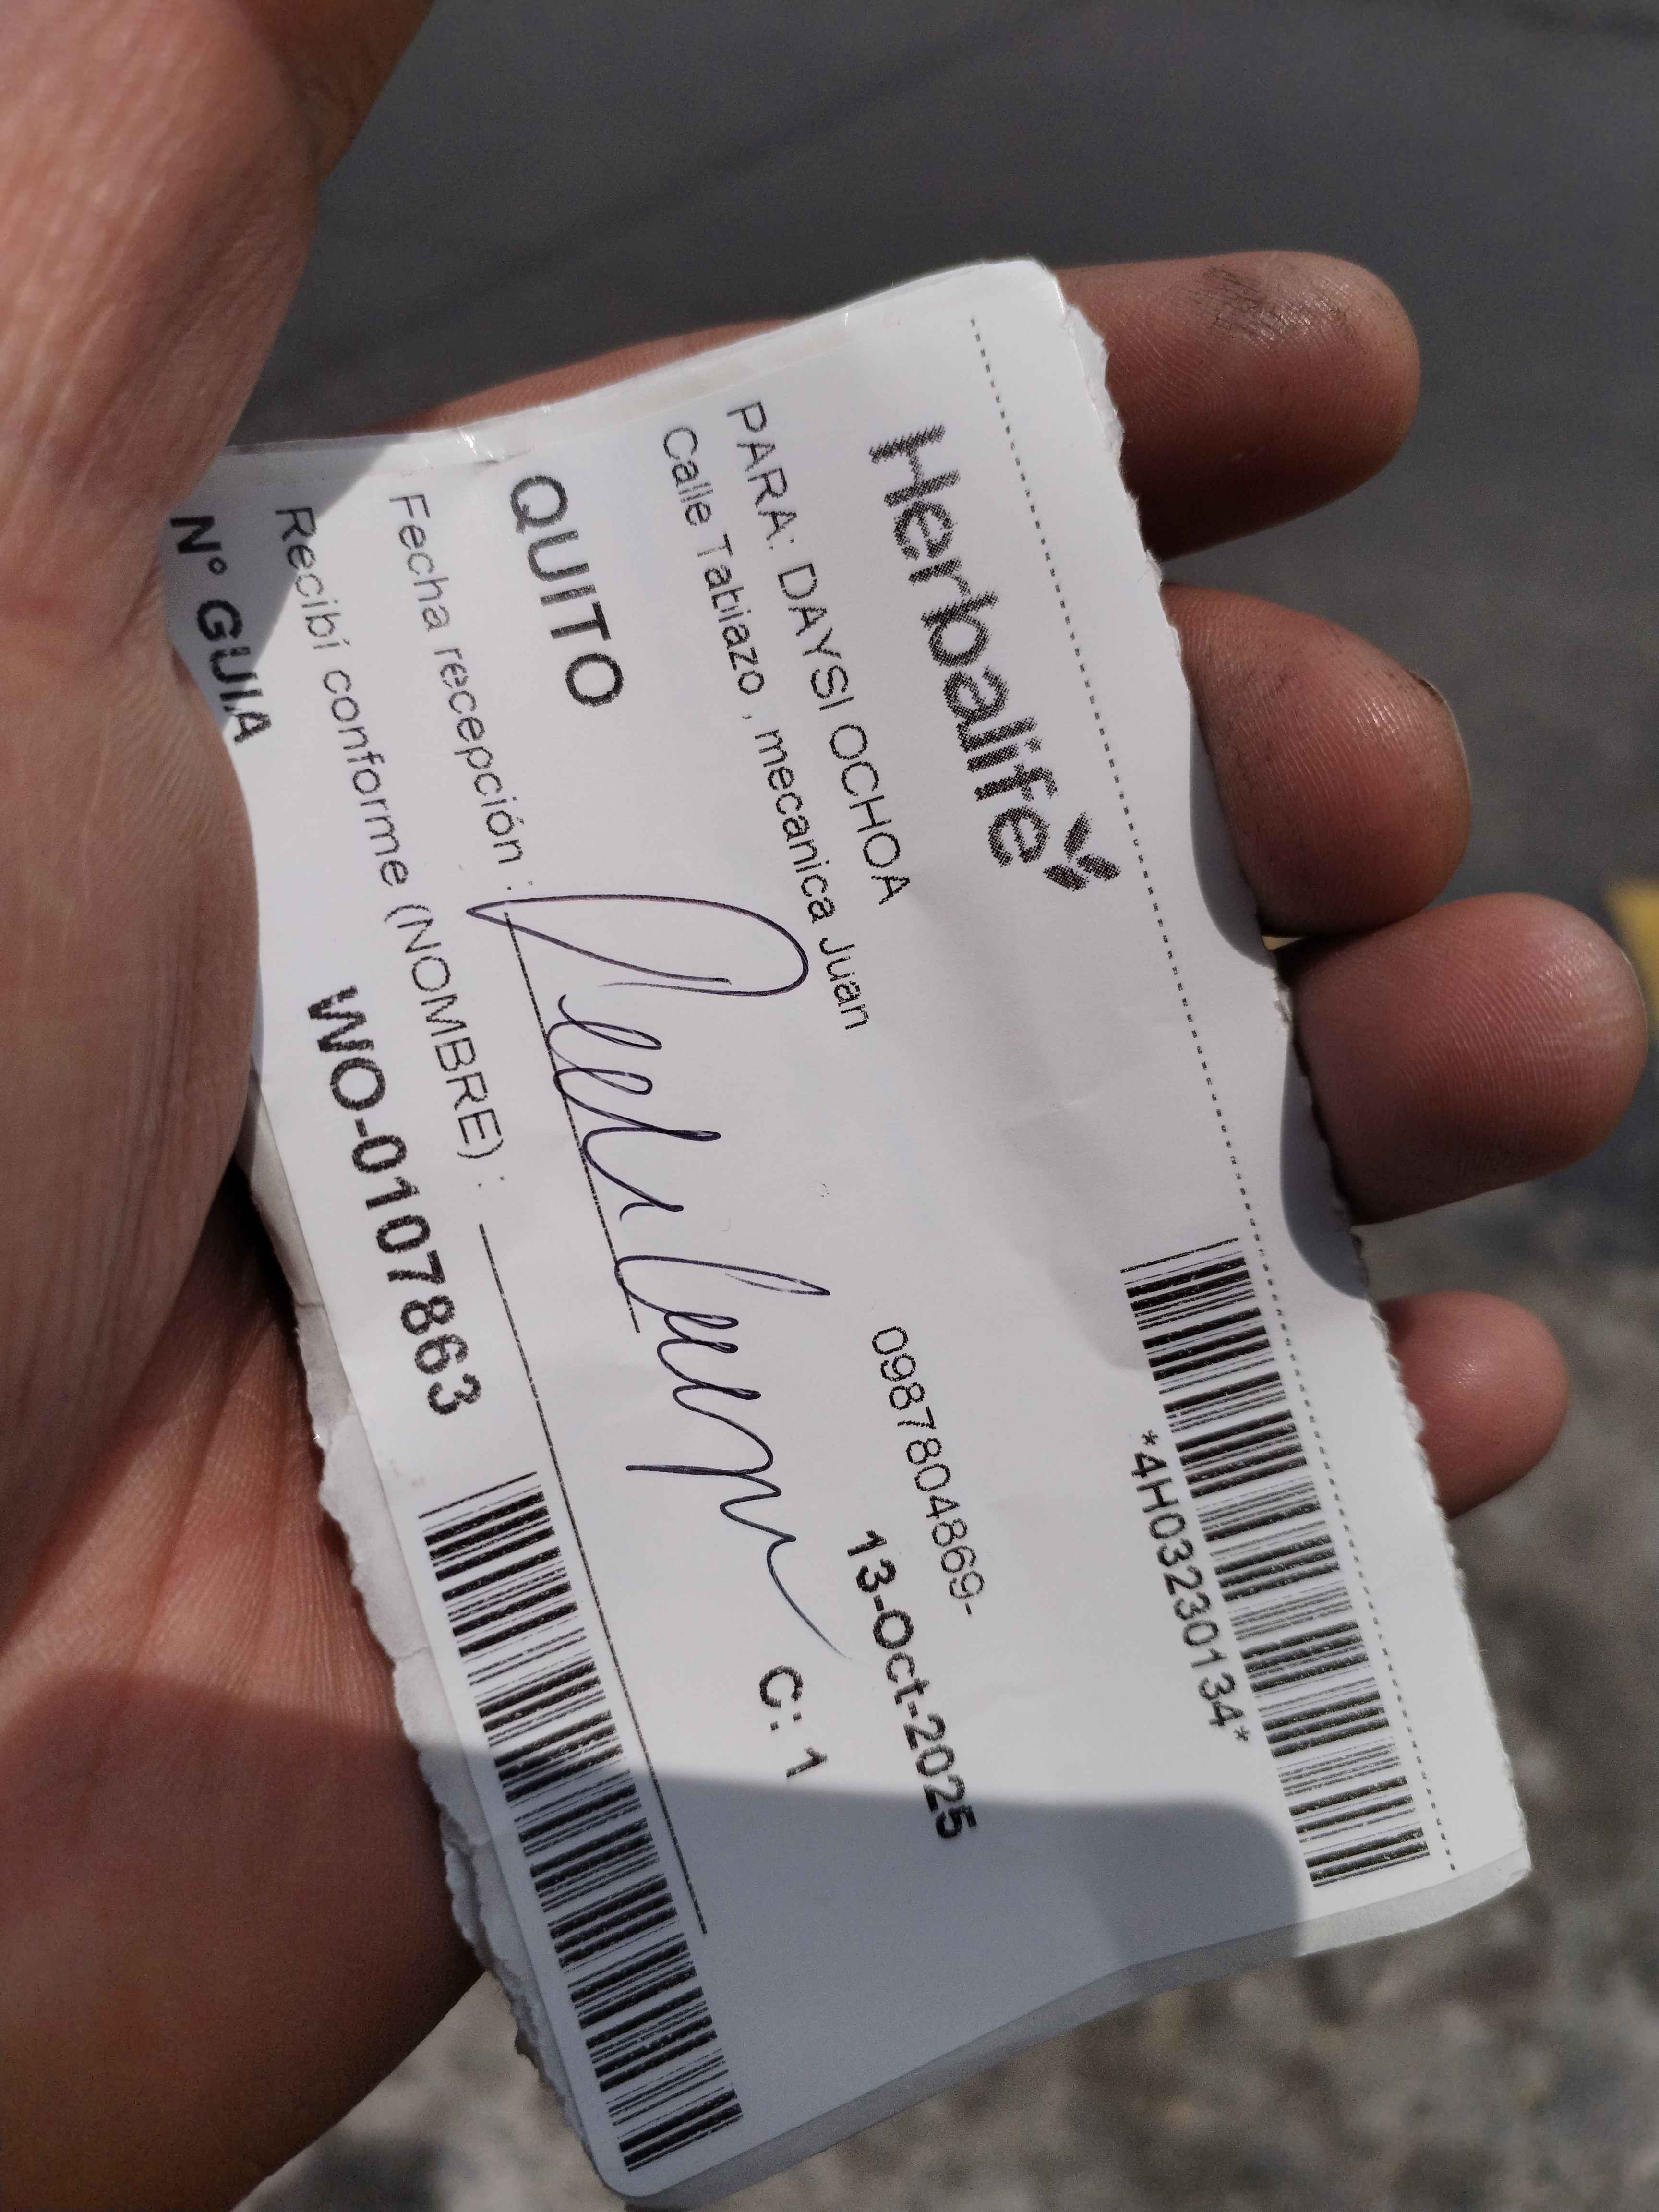 Herbalife
*4H03230134*
PARA: DAYSI OCHOA
0987804869-
Calle Tabiazo , mecanica Juan
13-Oct-2025
QUITO
C: 1
Fecha recepción :
Recibí conforme (NOMBRE) :
N° GUIA
WO-0107863